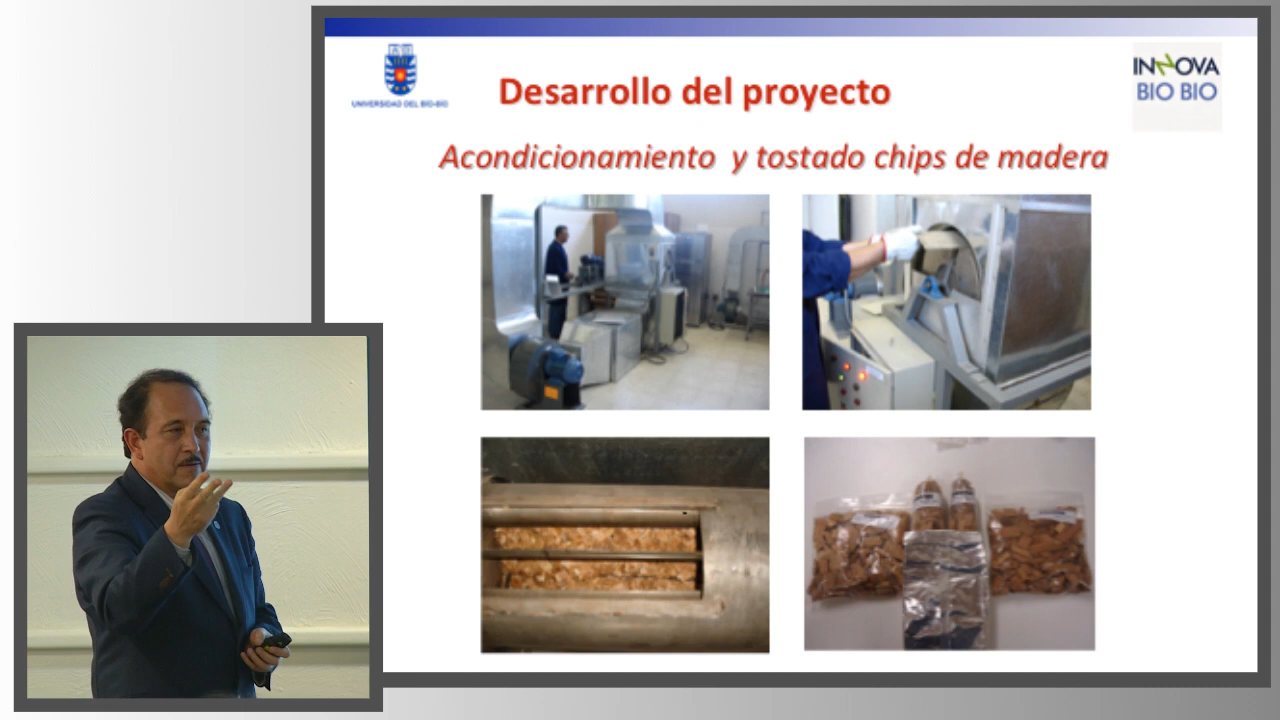 UNIVERSIDAD DEL BIO-BIO
Desarrollo del proyecto
INNOVA
BIO BIO
Acondicionamiento y tostado chips de madera